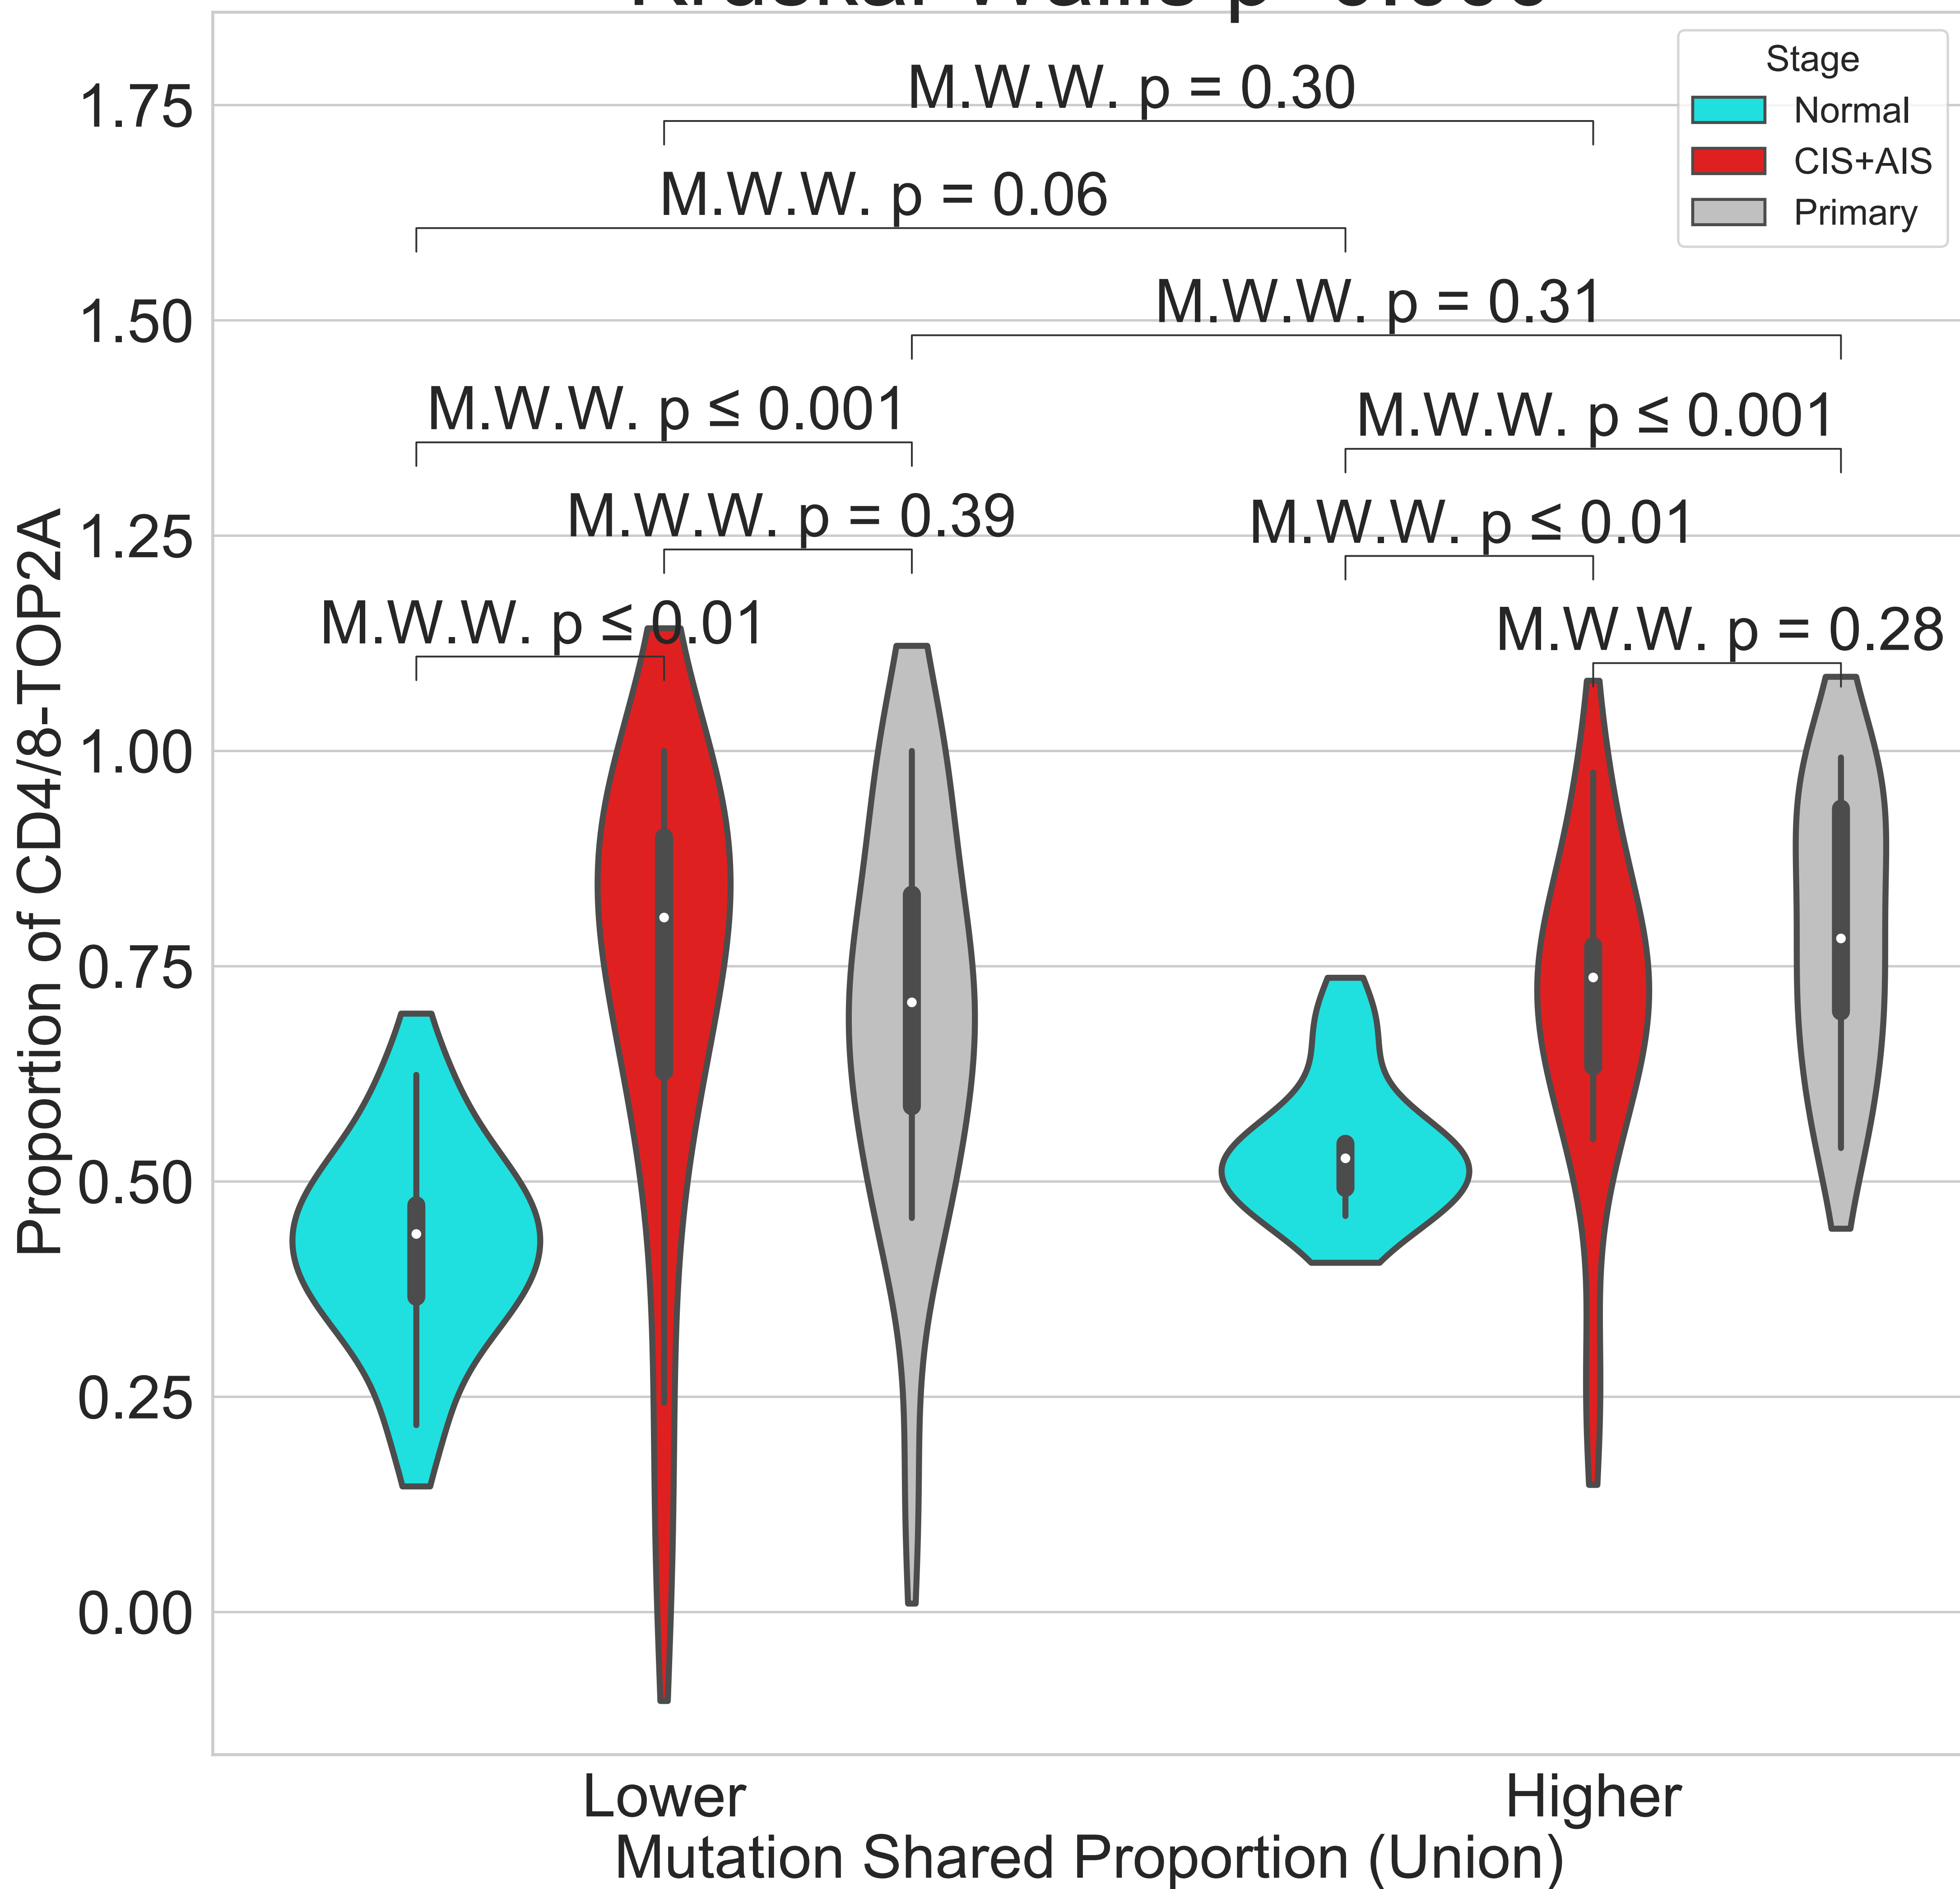 Stage
Normal
CIS+AIS
Primary
M.W.W. p = 0.30
M.W.W. p = 0.06
M.W.W. p = 0.31
M.W.W. p ≤ 0.001
M.W.W. p ≤ 0.001
M.W.W. p = 0.39
M.W.W. p ≤ 0.01
M.W.W. p ≤ 0.01
M.W.W. p = 0.28
1.75
1.50
1.25
1.00
0.75
0.50
0.25
0.00
Proportion of CD4/8-TOP2A
Lower
Higher
Mutation Shared Proportion (Union)